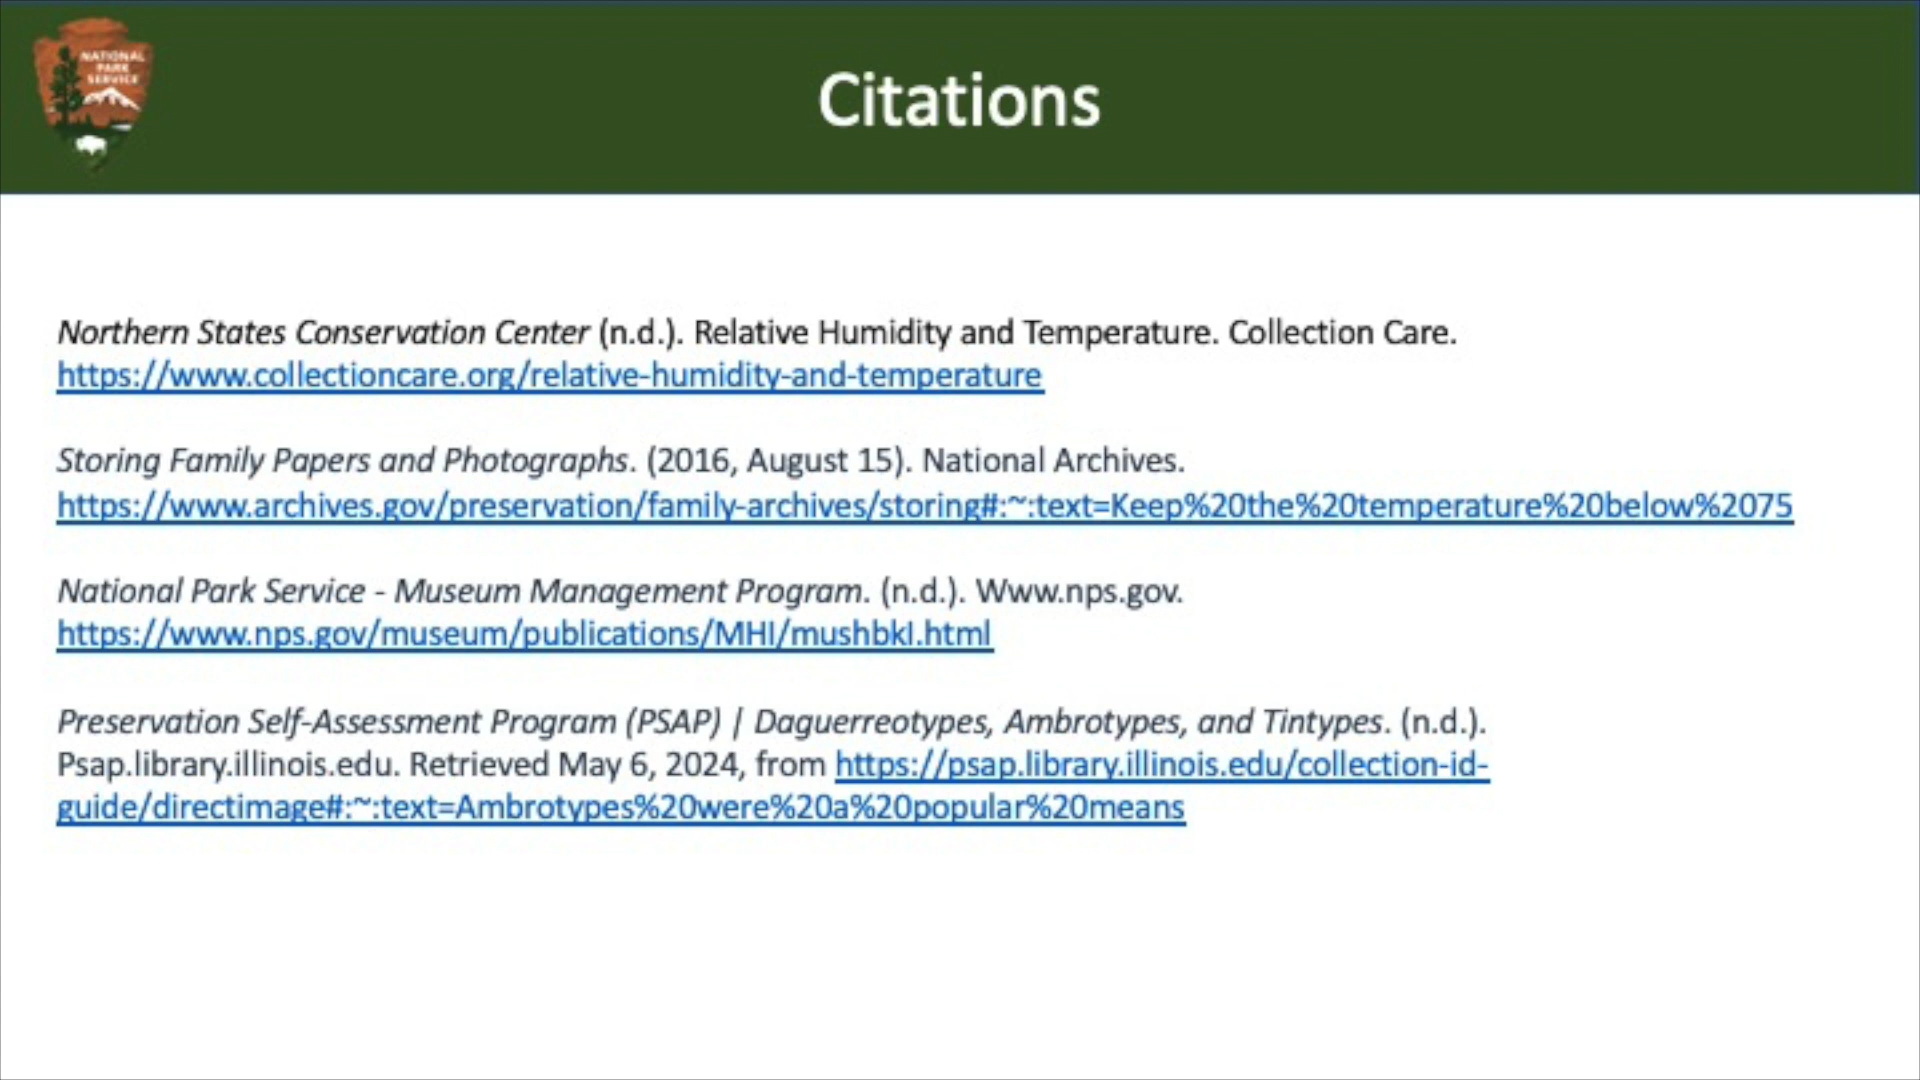 NATIONAL
PARK
SERVICE
Citations
Northern States Conservation Center (n.d.). Relative Humidity and Temperature. Collection Care.
https://www.collectioncare.org/relative-humidity-and-temperature
Storing Family Papers and Photographs. (2016, August 15). National Archives.
https://www.archives.gov/preservation/family-archives/storing#:~:text=Keep%20the%20temperature%20below%2075
National Park Service - Museum Management Program. (n.d.). Www.nps.gov.
https://www.nps.gov/museum/publications/MHI/mushbkI.html
Preservation Self-Assessment Program (PSAP) | Daguerreotypes, Ambrotypes, and Tintypes. (n.d.).
Psap.library.illinois.edu. Retrieved May 6, 2024, from https://psap.library.illinois.edu/collection-id-
guide/directimage#:~:text=Ambrotypes%20were%20a%20popular%20means